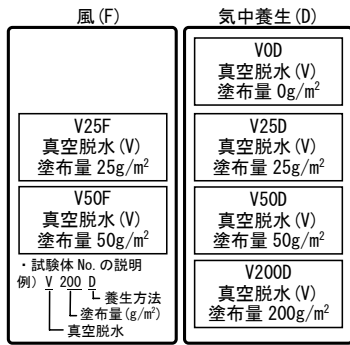 風(F)
V25F
真空脱水(V)
塗布量 25g/m²
V50F
真空脱水(V)
塗布量 50g/m²
・試験体 No. の説明
例) V 200 D
養生方法
塗布量(g/m²)
真空脱水
気中養生(D)
V0D
真空脱水(V)
塗布量 0g/m²
V25D
真空脱水(V)
塗布量 25g/m²
V50D
真空脱水(V)
塗布量 50g/m²
V200D
真空脱水(V)
塗布量 200g/m²